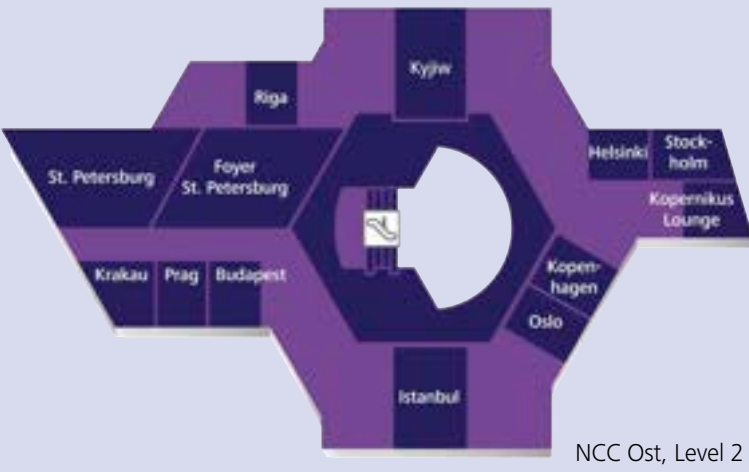 Kyjiw
Riga
Helsinki
Stock-
holm
St. Petersburg
Foyer
St. Petersburg
Kopernikus
Lounge
Krakau
Prag
Budapest
Kopen-
hagen
Oslo
Istanbul
NCC Ost, Level 2